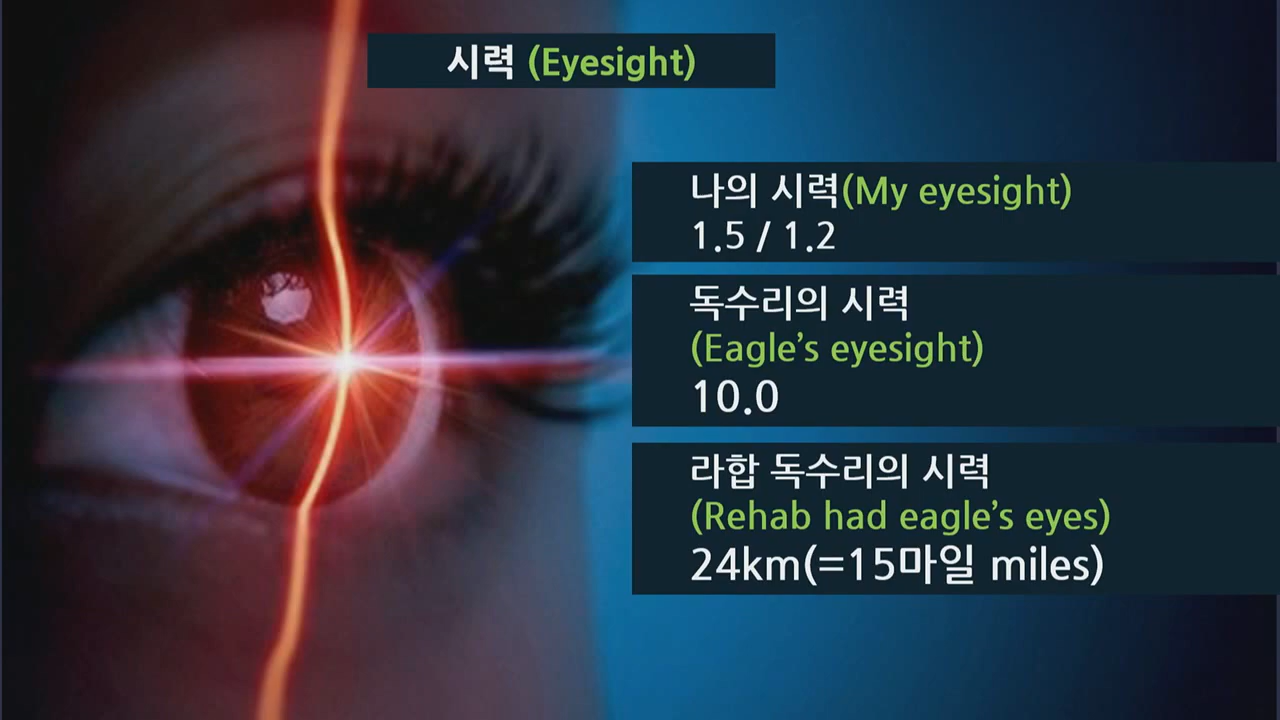 시력 (Eyesight)
나의 시력(My eyesight)
1.5 / 1.2
독수리의 시력
(Eagle’s eyesight)
10.0
라합 독수리의 시력
(Rehab had eagle’s eyes)
24km(=15마일 miles)